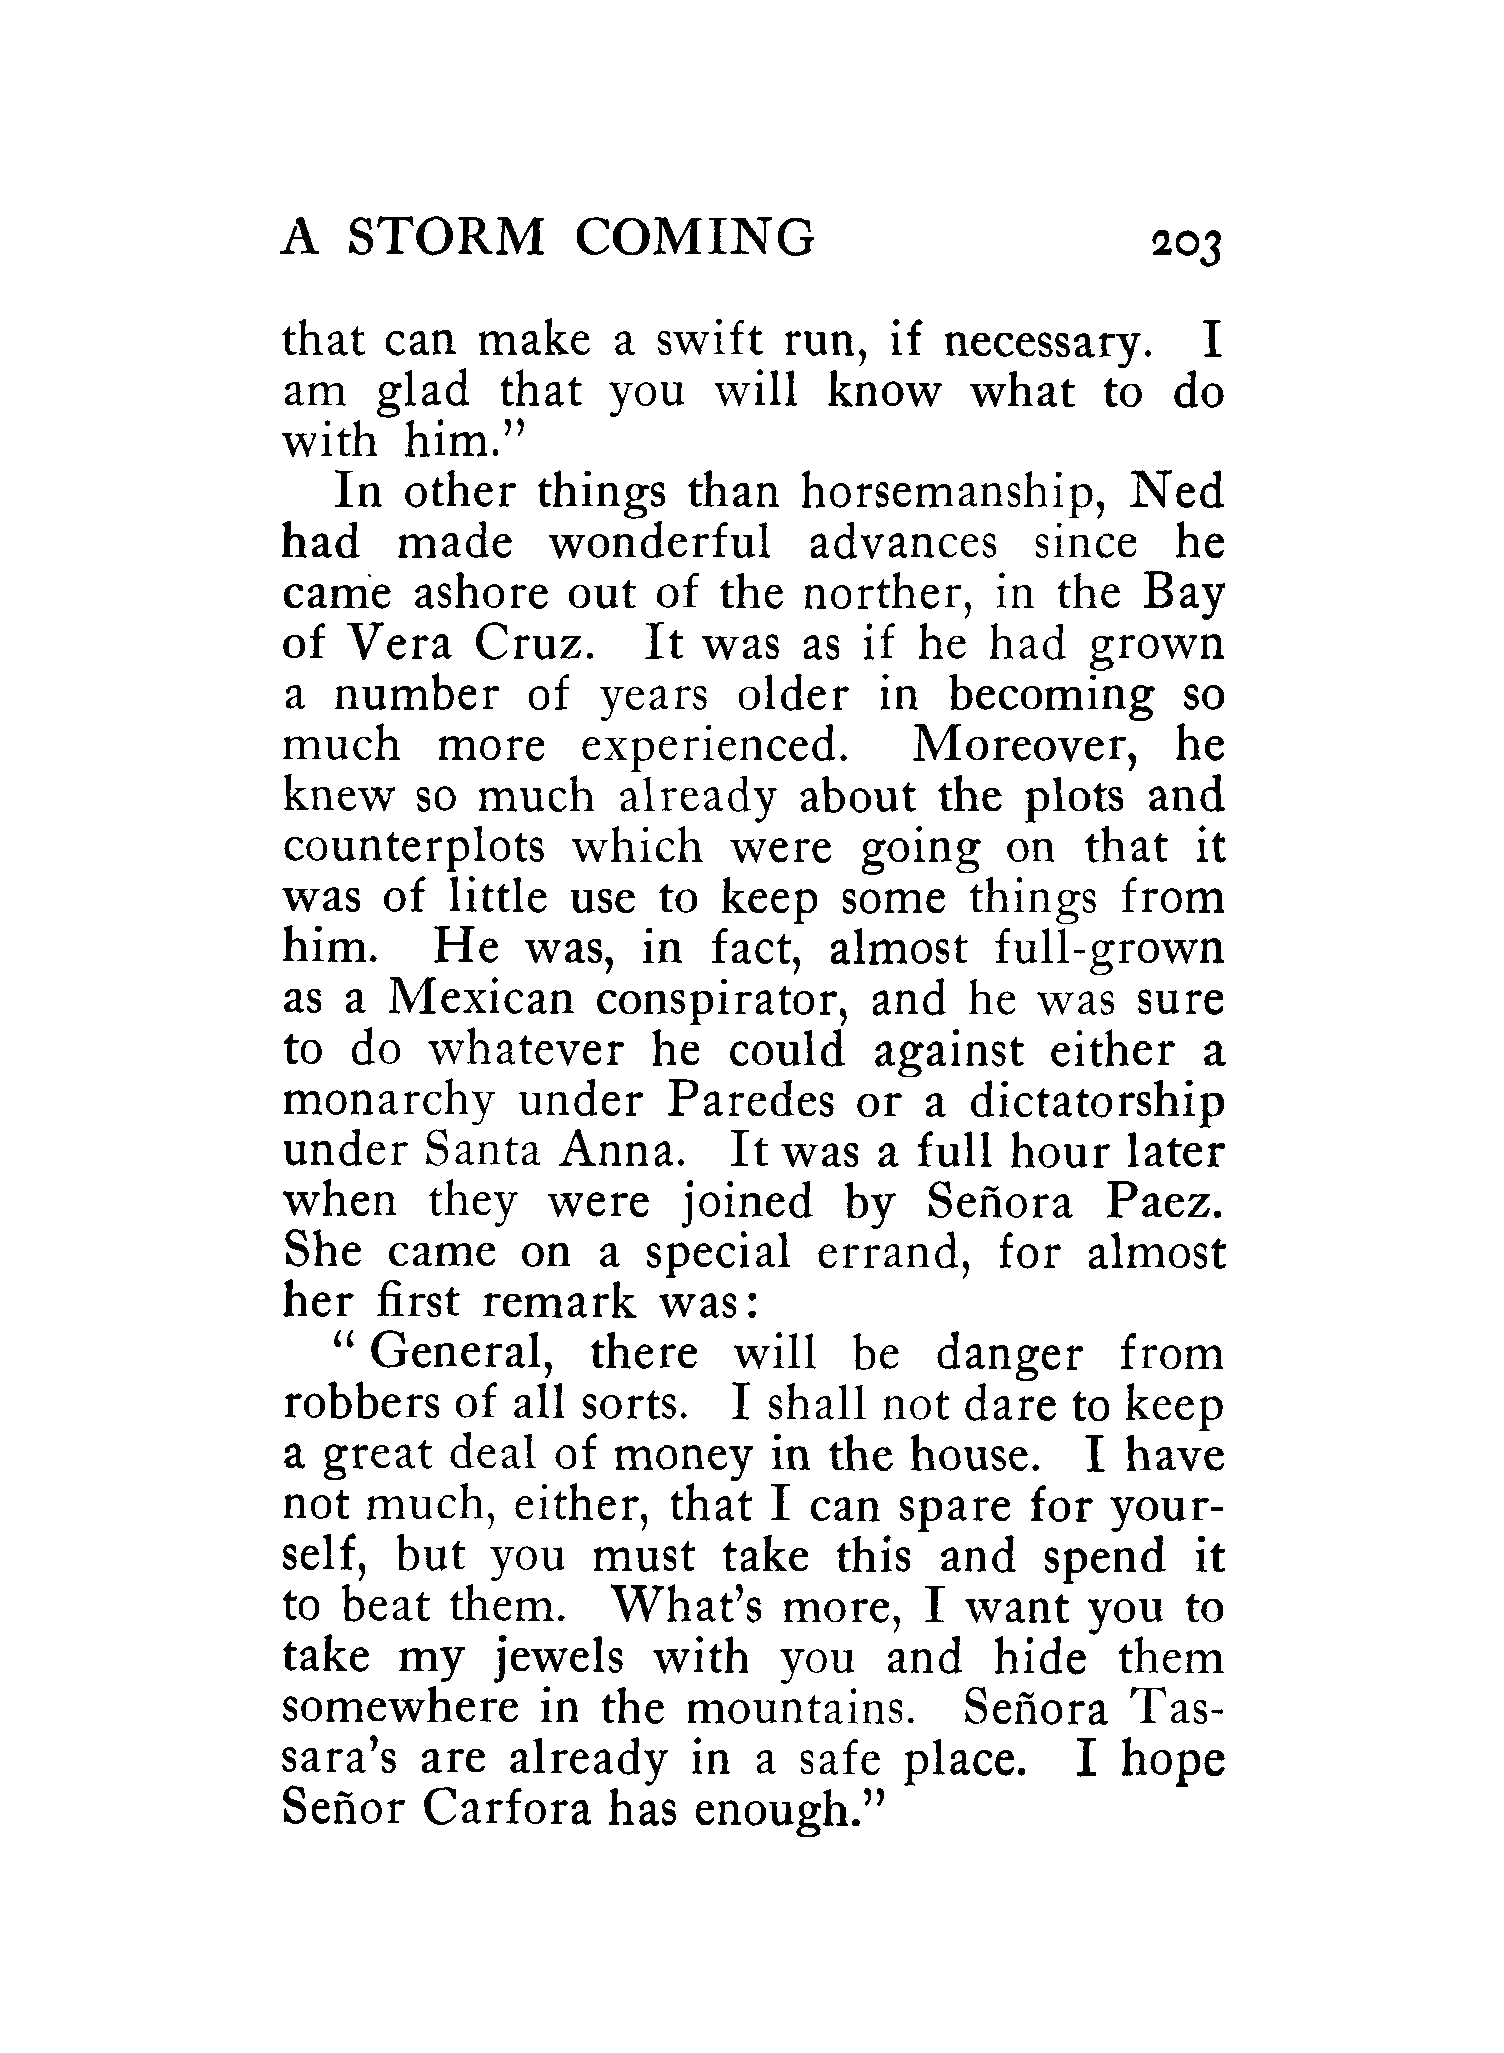 A STORM COMING 203
that can make a swift run, if necessary. I
am glad that you will know what to do
with him.”
In other things than horsemanship, Ned
had made wonderful advances since he
came ashore out of the norther, in the Bay
of Vera Cruz. It was as if he had grown
a number of years older in becoming so
much more experienced. Moreover, he
knew so much already about the plots and
counterplots which were going on that it
was of little use to keep some things from
him. He was, in fact, almost full-grown
as a Mexican conspirator, and he was sure
to do whatever he could against either a
monarchy under Paredes or a dictatorship
under Santa Anna. It was a full hour later
when they were joined by Señora Paez.
She came on a special errand, for almost
her first remark was:
“ General, there will be danger from
robbers of all sorts. I shall not dare to keep
a great deal of money in the house. I have
not much, either, that I can spare for your-
self, but you must take this and spend it
to beat them. What’s more, I want you to
take my jewels with you and hide them
somewhere in the mountains. Señora Tas-
sara’s are already in a safe place. I hope
Señor Carfora has enough.”